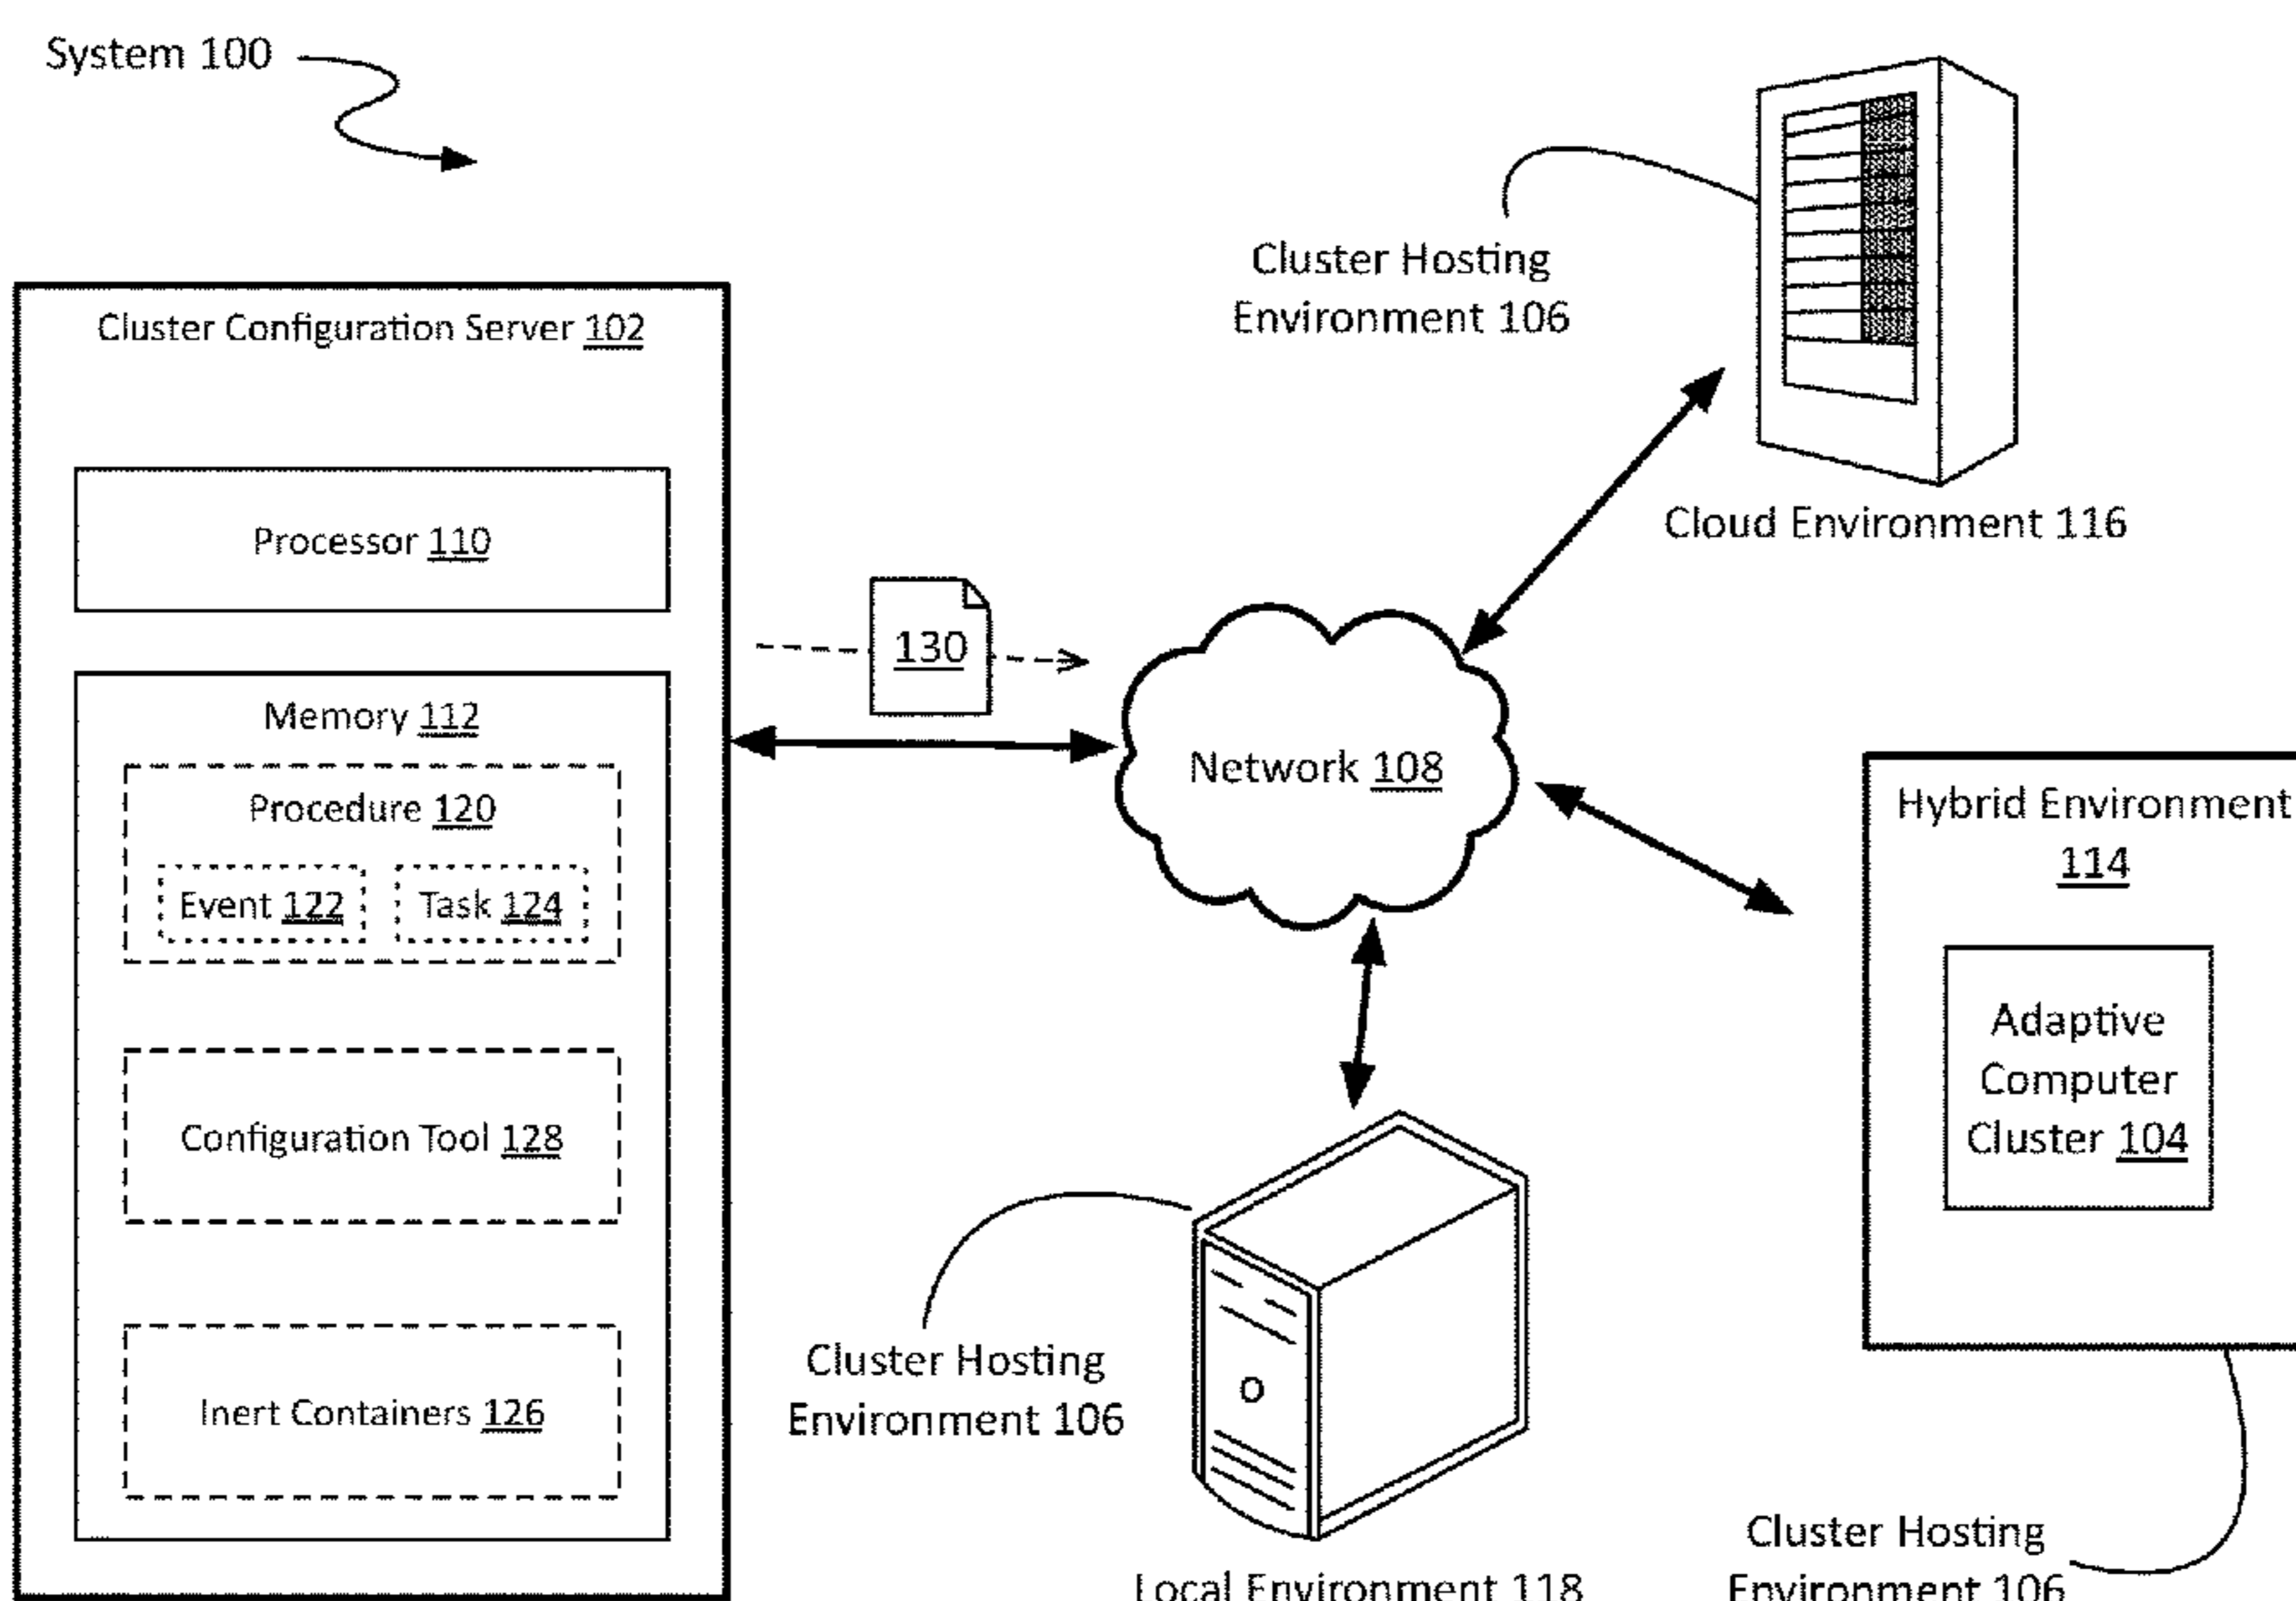 System 100
Cluster Configuration Server 102
Processor 110
Memory 112
Procedure 120
Event 122
Task 124
Configuration Tool 128
Inert Containers 126
130
Network 108
Cluster Hosting
Environment 106
Cloud Environment 116
Hybrid Environment
114
Adaptive
Computer
Cluster 104
Cluster Hosting
Environment 106
Local Environment 118
Cluster Hosting
Environment 106